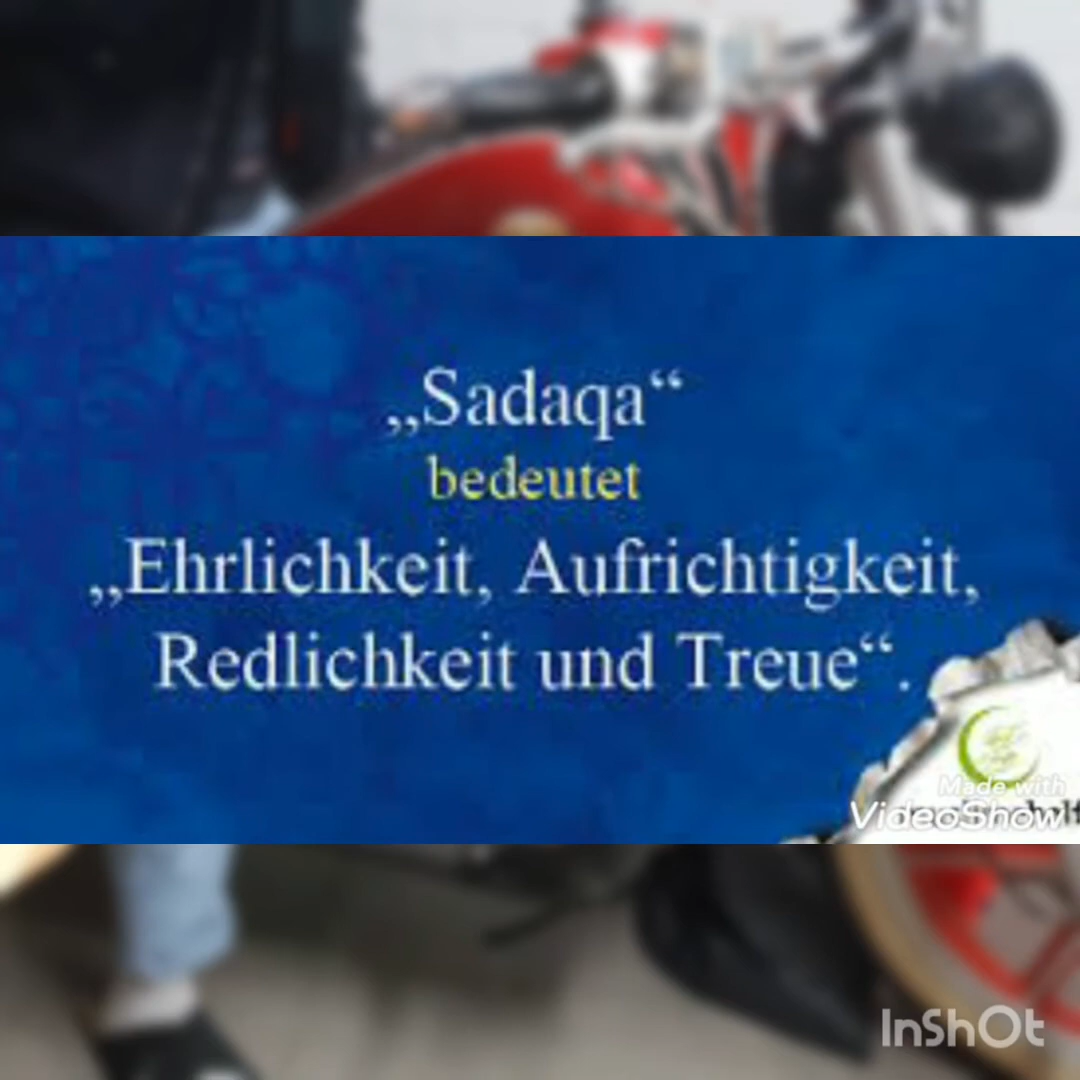 „Sadaqa“
bedeutet
„Ehrlichkeit, Aufrichtigkeit,
Redlichkeit und Treue“.
Made with
VideoShow
InShOt